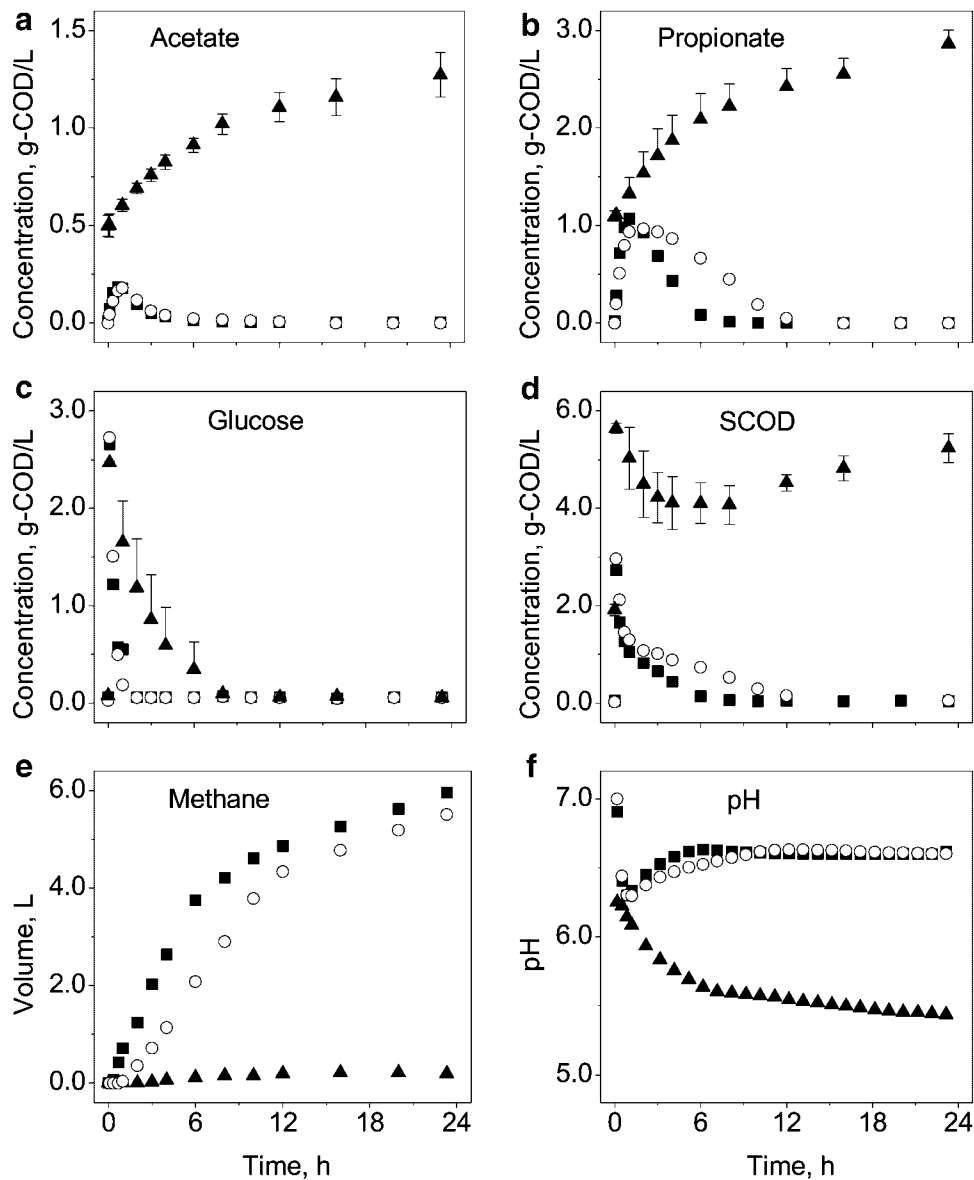 a
Acetate
Concentration, g-COD/L
1.5
1.0
0.5
0.0
b
Propionate
Concentration, g-COD/L
3.0
2.0
1.0
0.0
c
Glucose
Concentration, g-COD/L
3.0
2.0
1.0
0.0
d
SCOD
Concentration, g-COD/L
6.0
4.0
2.0
0.0
e
Methane
Volume, L
6.0
4.0
2.0
0.0
0 6 12 18 24
Time, h
f
pH
pH
7.0
6.0
5.0
0 6 12 18 24
Time, h